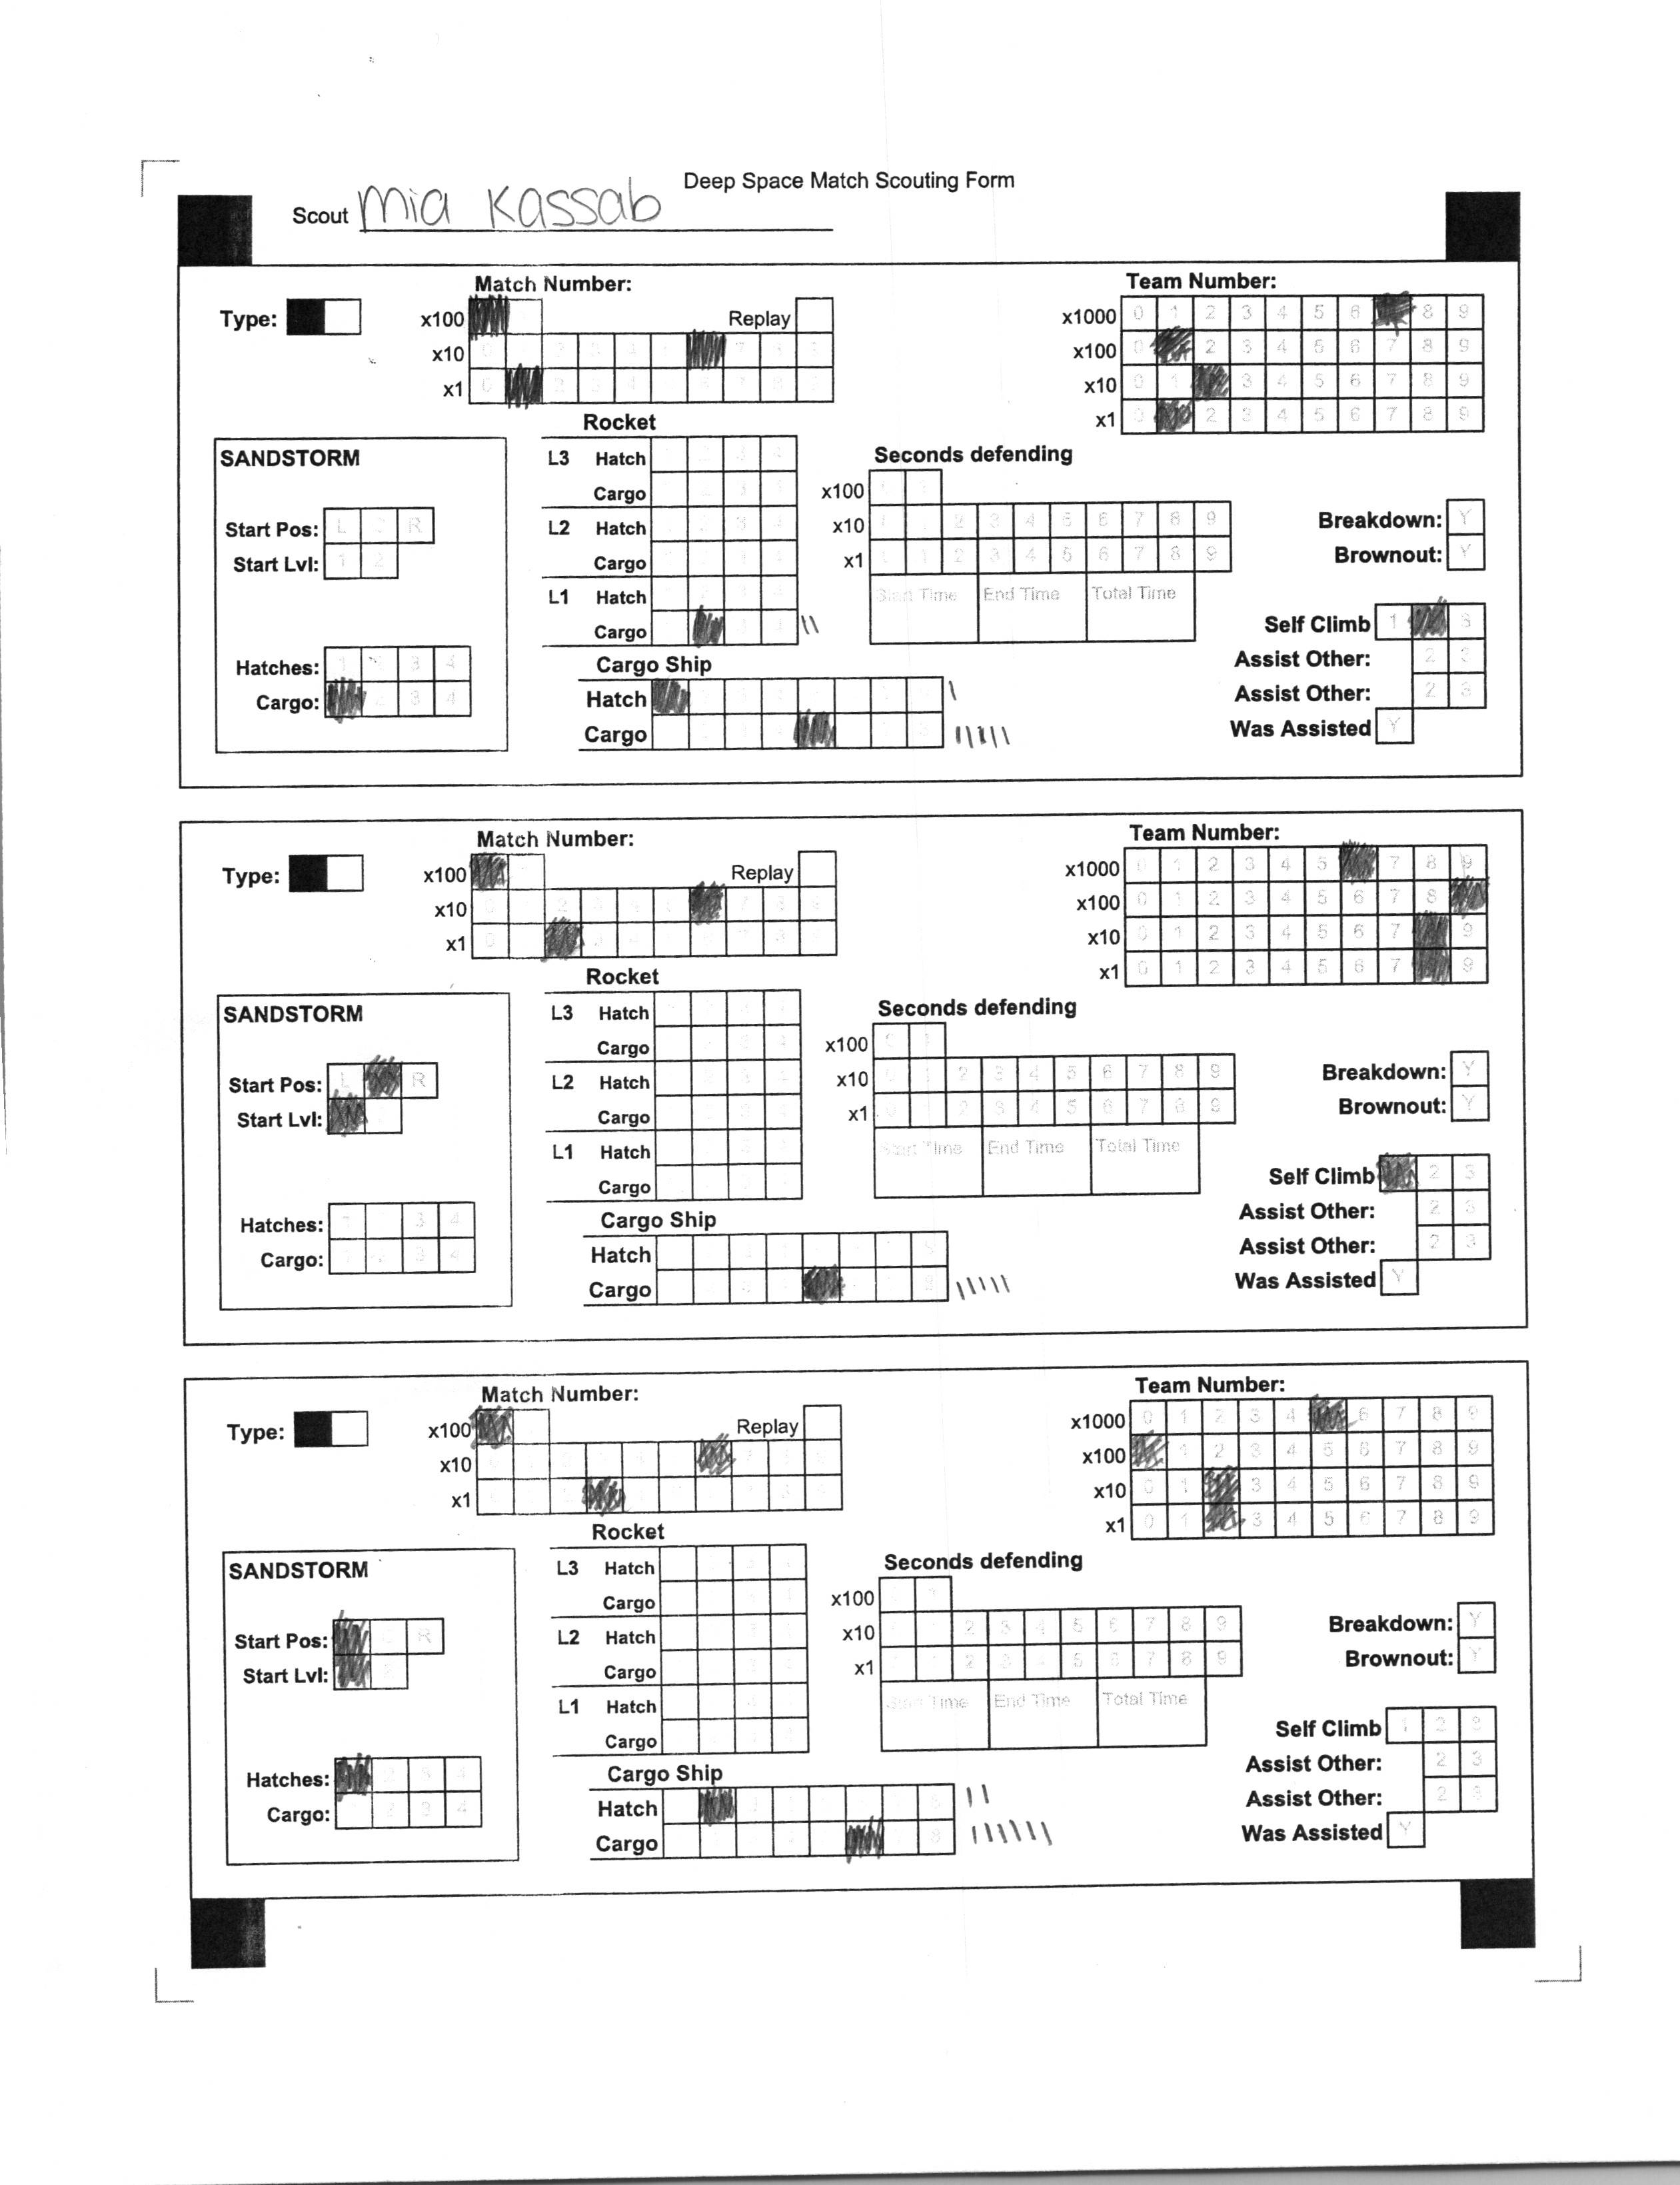 Deep Space Match Scouting Form
Scout Mia Kassab
Match Number: Team Number:
Type: x100 Replay x1000 0 1 2 3 4 5 6 8 9
x10 x100 0 2 3 4 5 6 7 8 9
x1 x10 0 1 3 4 5 6 7 8 9
x1 0 2 3 4 5 6 7 8 9
Rocket
SANDSTORM L3 Hatch Seconds defending
Cargo x100
Start Pos: L R L2 Hatch x10 2 3 4 5 6 7 8 9 Breakdown: Y
Start Lvl: 1 2 Cargo x1 2 3 4 5 6 7 8 9 Brownout: Y
L1 Hatch Start Time End Time Total Time
Cargo Self Climb 1 3
Cargo Ship Assist Other: 2 3
Hatches: 1 2 3 4 Hatch Assist Other: 2 3
Cargo: 3 4 Cargo Was Assisted Y
Match Number: Team Number:
Type: x100 Replay x1000 0 1 2 3 4 5 7 8 9
x10 x100 0 1 2 3 4 5 6 7 8
x1 x10 0 1 2 3 4 5 6 7 9
x1 0 1 2 3 4 5 6 7 9
Rocket
SANDSTORM L3 Hatch Seconds defending
Cargo x100
Start Pos: L R L2 Hatch x10 2 3 4 5 6 7 8 9 Breakdown: Y
Start Lvl: Cargo x1 2 3 4 5 6 7 8 9 Brownout: Y
L1 Hatch Start Time End Time Total Time
Cargo Self Climb 2 3
Cargo Ship Assist Other: 2 3
Hatches: 3 4 Hatch Assist Other: 2 3
Cargo: 3 4 Cargo Was Assisted Y
Match Number: Team Number:
Type: x100 Replay x1000 0 1 2 3 4 6 7 8 9
x10 x100 1 2 3 4 5 6 7 8 9
x1 x10 0 1 3 4 5 6 7 8 9
x1 0 1 3 4 5 6 7 8 9
Rocket
SANDSTORM L3 Hatch Seconds defending
Cargo x100
Start Pos: R L2 Hatch x10 2 3 4 5 6 7 8 9 Breakdown: Y
Start Lvl: Cargo x1 2 3 4 5 6 7 8 9 Brownout: Y
L1 Hatch Start Time End Time Total Time
Cargo Self Climb 1 2 3
Cargo Ship Assist Other: 2 3
Hatches: 2 3 4 Hatch Assist Other: 2 3
Cargo: 2 3 4 Cargo Was Assisted Y